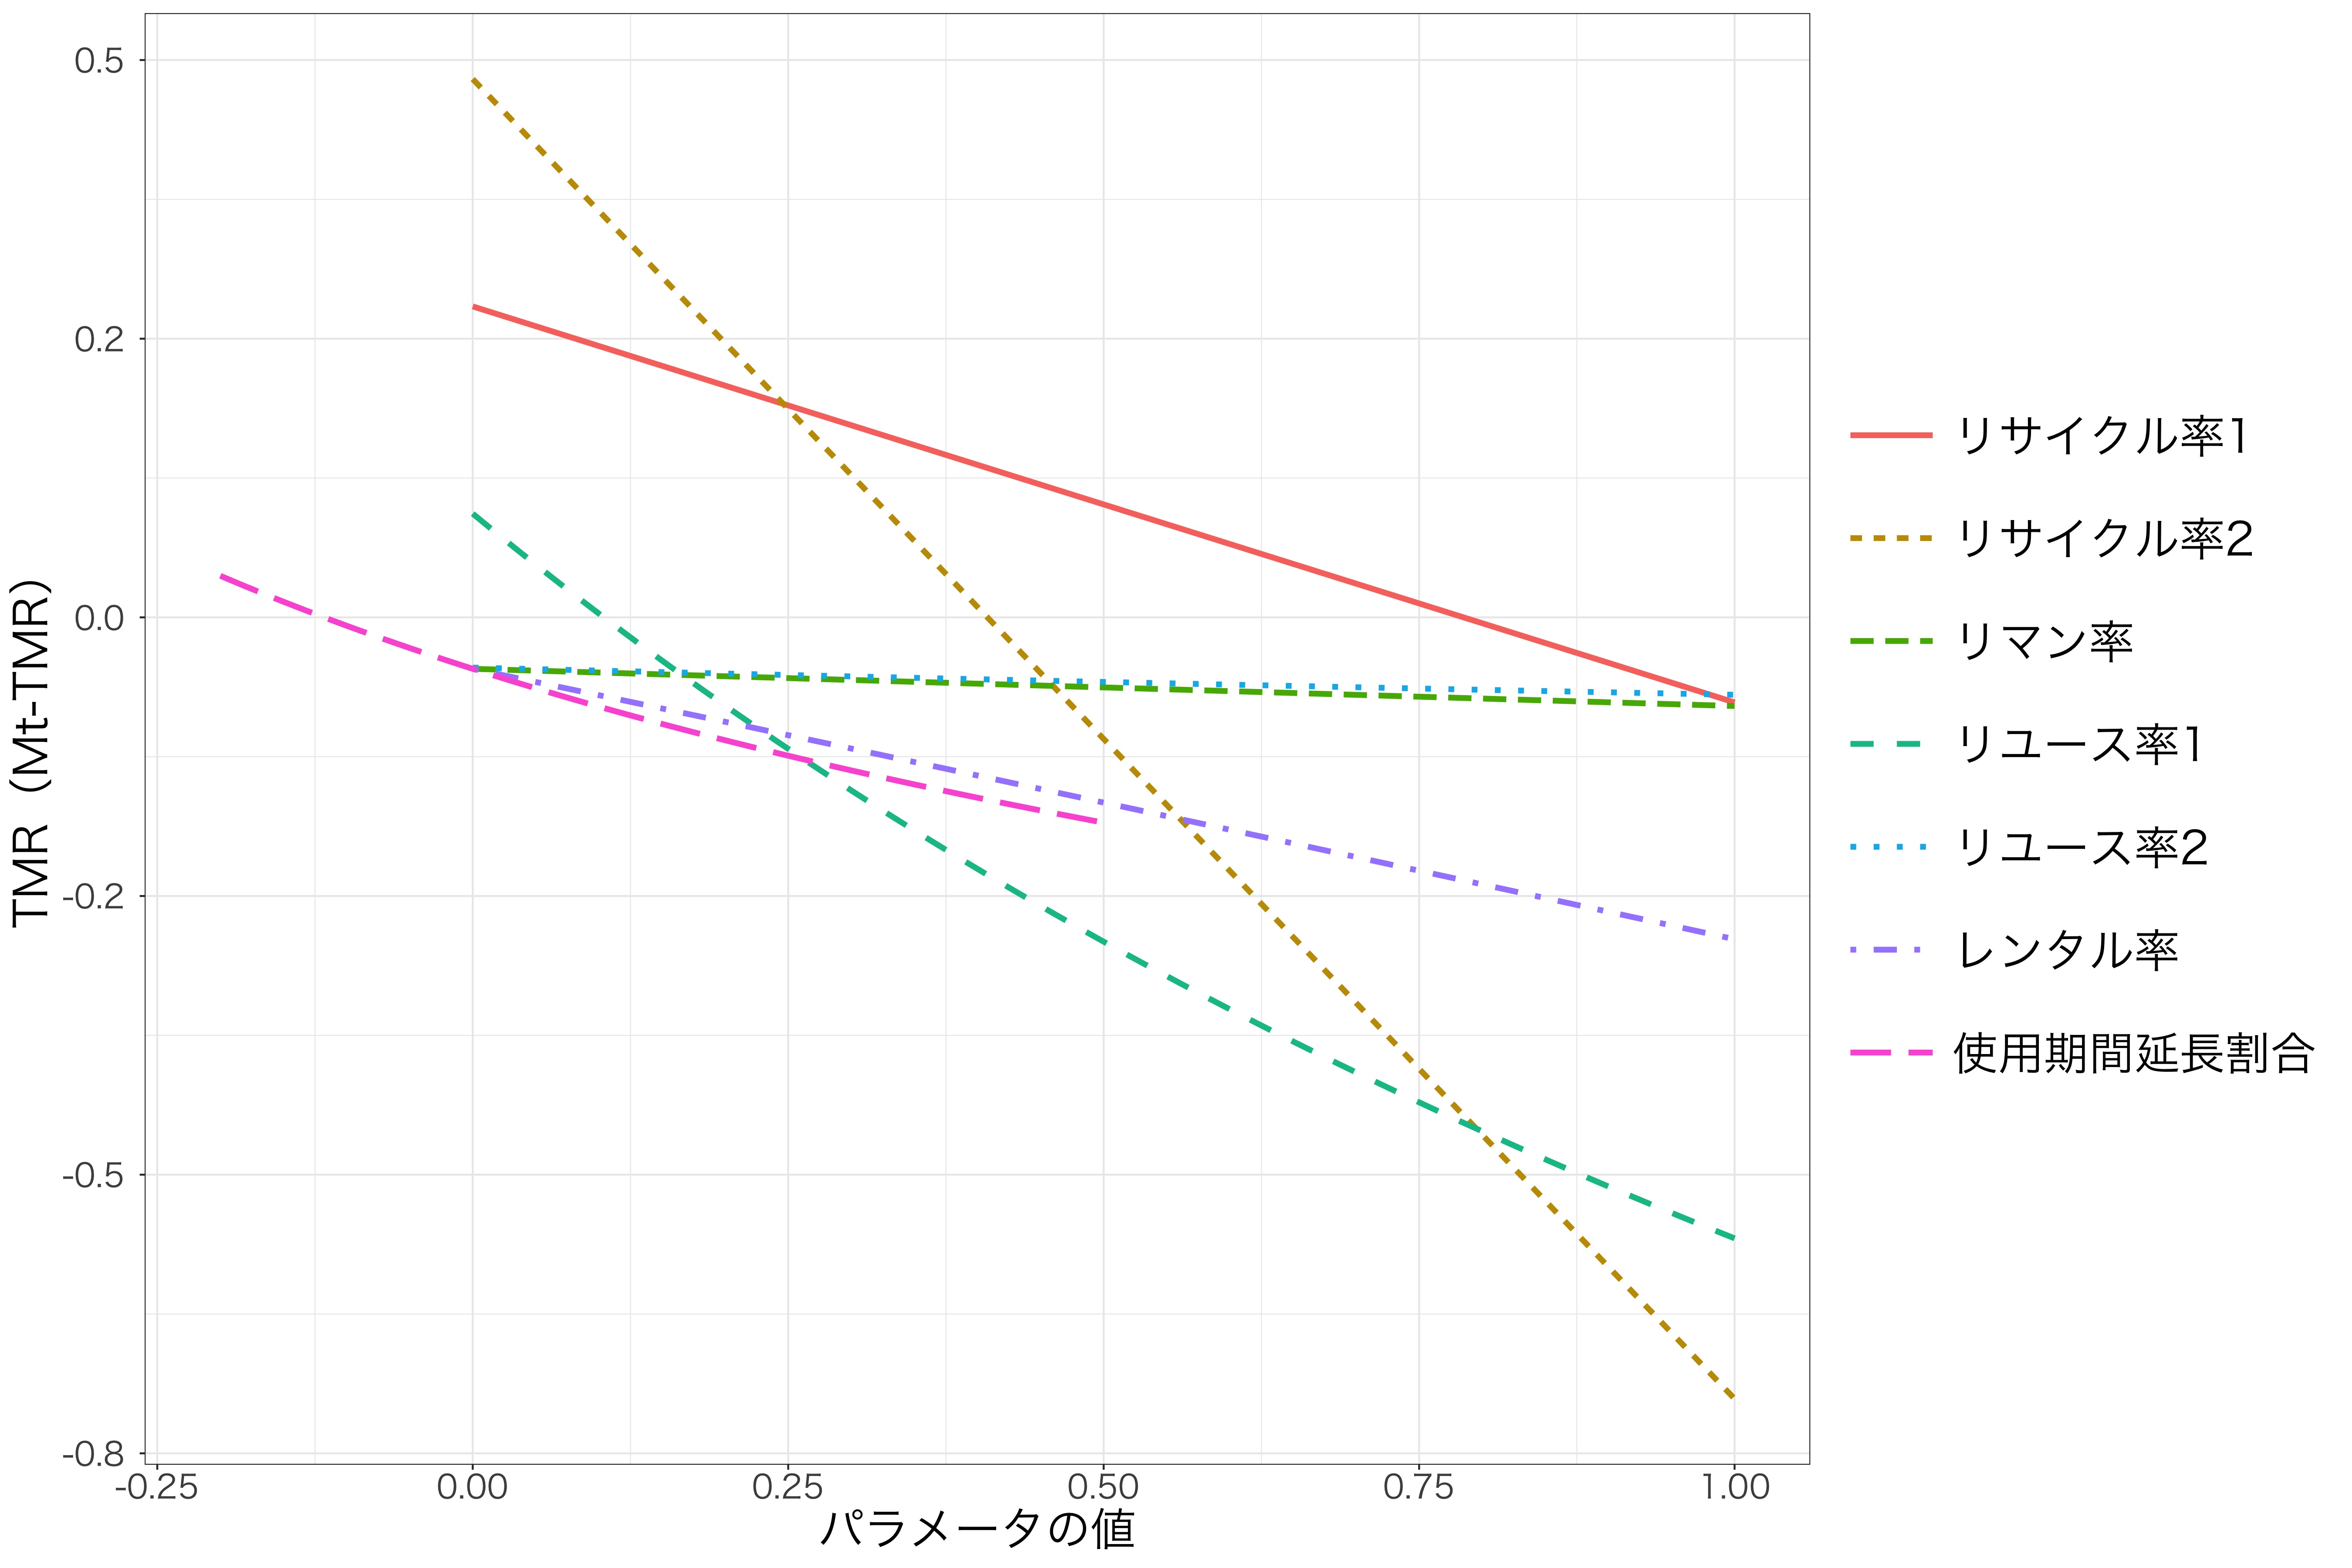 TMR (Mt-TMR)
0.5
0.2
0.0
-0.2
-0.5
-0.8
-0.25 0.00 0.25 0.50 0.75 1.00
パラメータの値
リサイクル率1
リサイクル率2
リマン率
リユース率1
リユース率2
レンタル率
使用期間延長割合